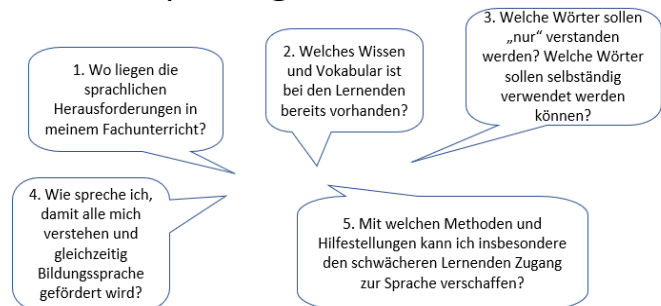 1. Wo liegen die
sprachlichen
Herausforderungen in
meinem Fachunterricht?
2. Welches Wissen
und Vokabular ist
bei den Lernenden
bereits vorhanden?
3. Welche Wörter sollen
„nur“ verstanden
werden? Welche Wörter
sollen selbständig
verwendet werden
können?
4. Wie spreche ich,
damit alle mich
verstehen und
gleichzeitig
Bildungssprache
gefördert wird?
5. Mit welchen Methoden und
Hilfestellungen kann ich insbesondere
den schwächeren Lernenden Zugang
zur Sprache verschaffen?